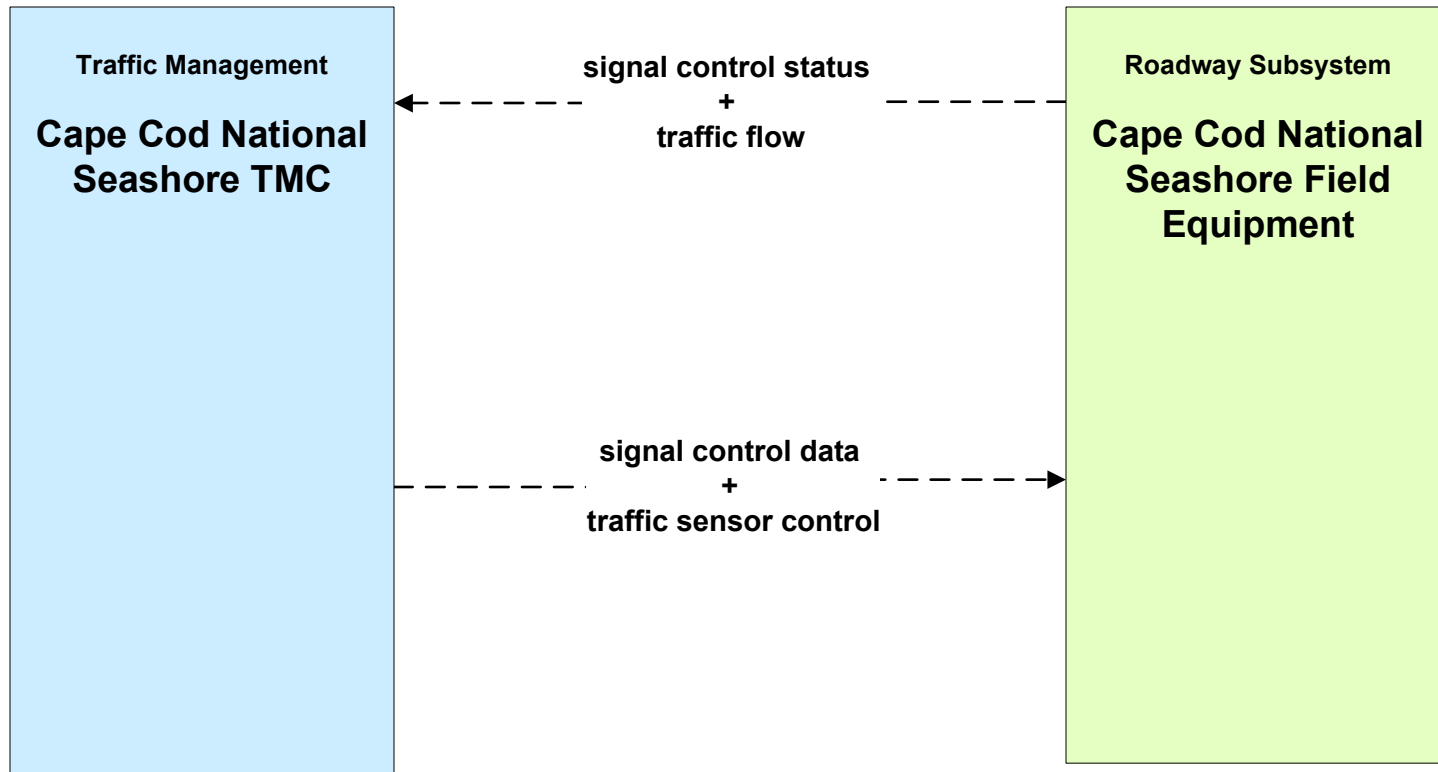 Traffic Management
Cape Cod National
Seashore TMC
signal control status
+
traffic flow
Roadway Subsystem
Cape Cod National
Seashore Field
Equipment
signal control data
+
traffic sensor control